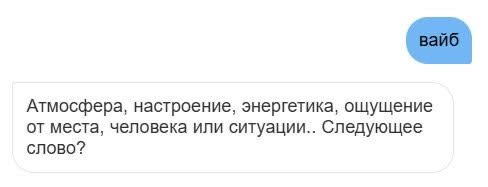 вайб
Атмосфера, настроение, энергетика, ощущение
от места, человека или ситуации.. Следующее
слово?